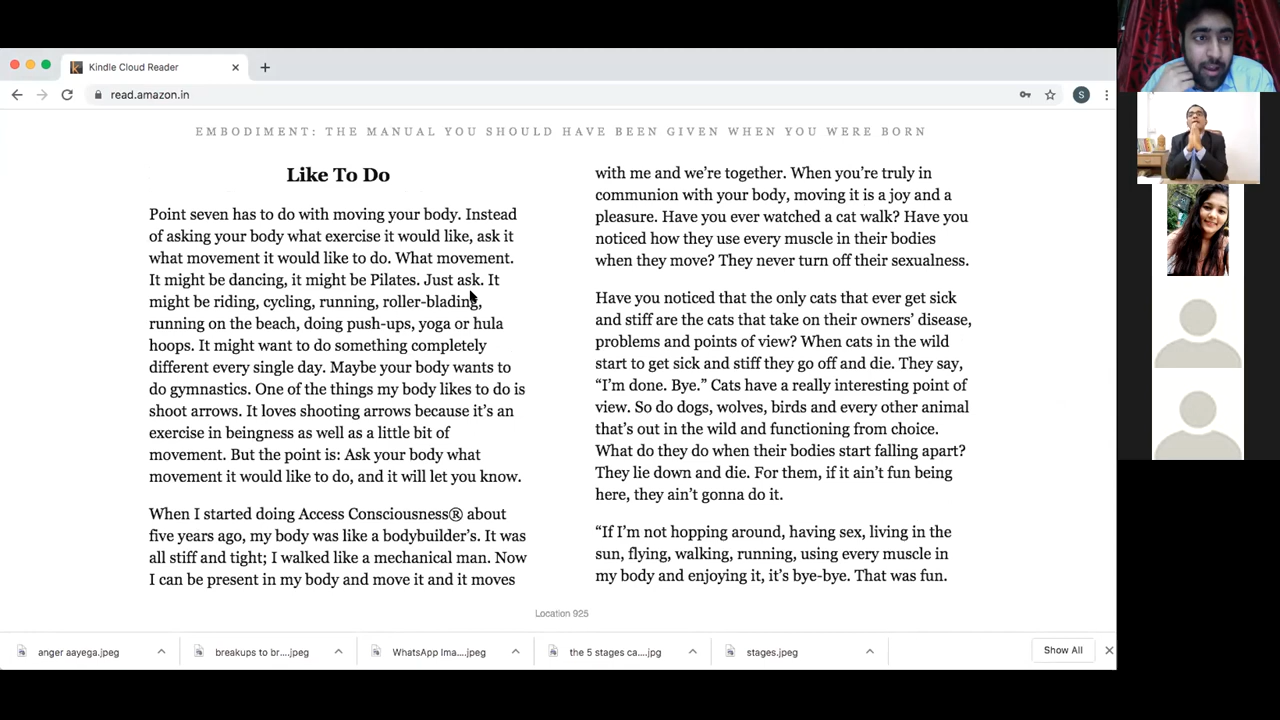 Kindle Cloud Reader
read.amazon.in
S
EMBODIMENT: THE MANUAL YOU SHOULD HAVE BEEN GIVEN WHEN YOU WERE BORN
Like To Do
Point seven has to do with moving your body. Instead
of asking your body what exercise it would like, ask it
what movement it would like to do. What movement.
It might be dancing, it might be Pilates. Just ask. It
might be riding, cycling, running, roller-blading,
running on the beach, doing push-ups, yoga or hula
hoops. It might want to do something completely
different every single day. Maybe your body wants to
do gymnastics. One of the things my body likes to do is
shoot arrows. It loves shooting arrows because it's an
exercise in beingness as well as a little bit of
movement. But the point is: Ask your body what
movement it would like to do, and it will let you know.
When I started doing Access Consciousness® about
five years ago, my body was like a bodybuilder's. It was
all stiff and tight; I walked like a mechanical man. Now
I can be present in my body and move it and it moves
with me and we're together. When you're truly in
communion with your body, moving it is a joy and a
pleasure. Have you ever watched a cat walk? Have you
noticed how they use every muscle in their bodies
when they move? They never turn off their sexualness.
Have you noticed that the only cats that ever get sick
and stiff are the cats that take on their owners' disease,
problems and points of view? When cats in the wild
start to get sick and stiff they go off and die. They say,
"I'm done. Bye." Cats have a really interesting point of
view. So do dogs, wolves, birds and every other animal
that's out in the wild and functioning from choice.
What do they do when their bodies start falling apart?
They lie down and die. For them, if it ain't fun being
here, they ain't gonna do it.
"If I'm not hopping around, having sex, living in the
sun, flying, walking, running, using every muscle in
my body and enjoying it, it's bye-bye. That was fun.
Location 925
anger aayega.jpeg
breakups to br....jpeg
WhatsApp Ima....jpeg
the 5 stages ca....jpg
stages.jpeg
Show All